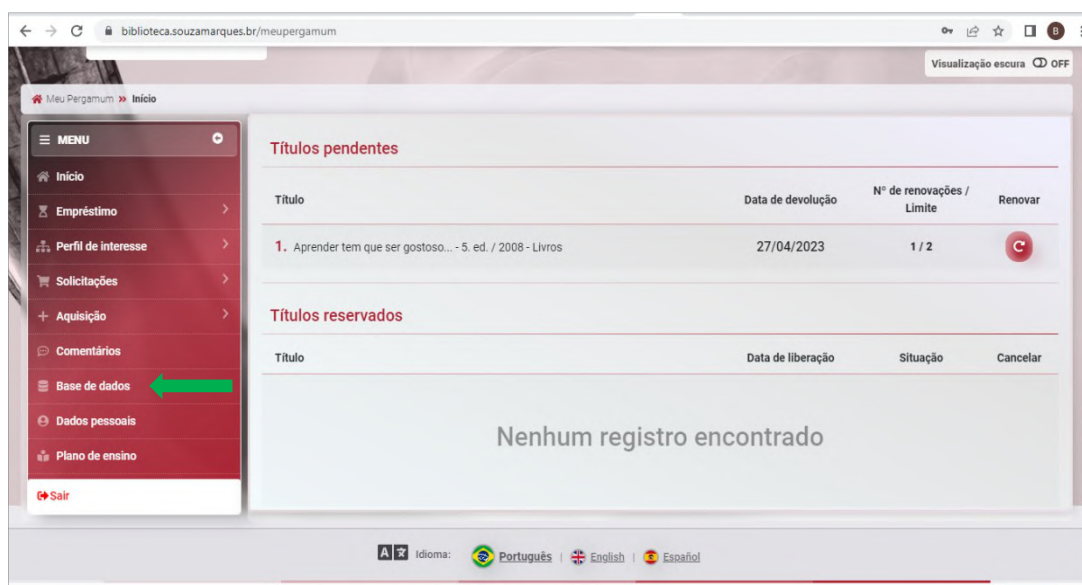 biblioteca.souzamarques.br/meupergamum
B
Visualização escura OFF
Meu Pergamum » Início
MENU
Início
Empréstimo
Perfil de interesse
Solicitações
Aquisição
Comentários
Base de dados
Dados pessoais
Plano de ensino
Sair
Títulos pendentes
Título Data de devolução Nº de renovações / Limite Renovar
1. Aprender tem que ser gostoso... - 5. ed. / 2008 - Livros 27/04/2023 1 / 2
Títulos reservados
Título Data de liberação Situação Cancelar
Nenhum registro encontrado
Idioma: Português | English | Español